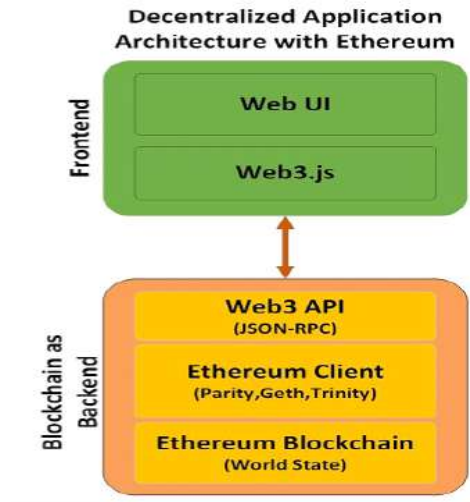 Decentralized Application
Architecture with Ethereum
Frontend
Web UI
Web3.js
Blockchain as
Backend
Web3 API
(JSON-RPC)
Ethereum Client
(Parity,Geth,Trinity)
Ethereum Blockchain
(World State)